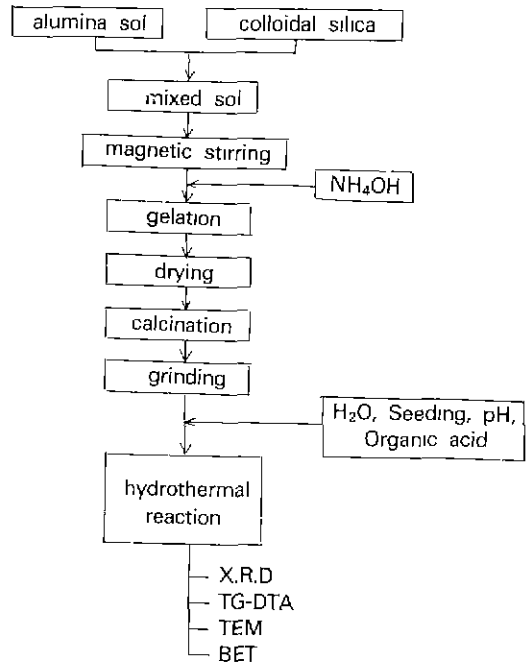 alumina sol
colloidal silica
mixed sol
magnetic stirring
NH₄OH
gelation
drying
calcination
grinding
H₂O, Seeding, pH,
Organic acid
hydrothermal
reaction
X.R.D
TG-DTA
TEM
BET